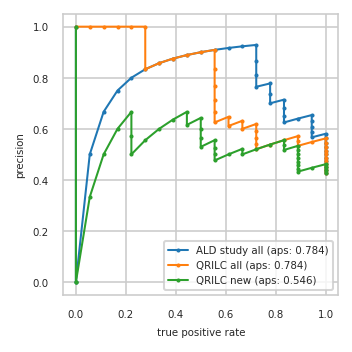 1.0
0.8
0.6
0.4
0.2
0.0
precision
ALD study all (aps: 0.784)
QRILC all (aps: 0.784)
QRILC new (aps: 0.546)
0.0 0.2 0.4 0.6 0.8 1.0
true positive rate